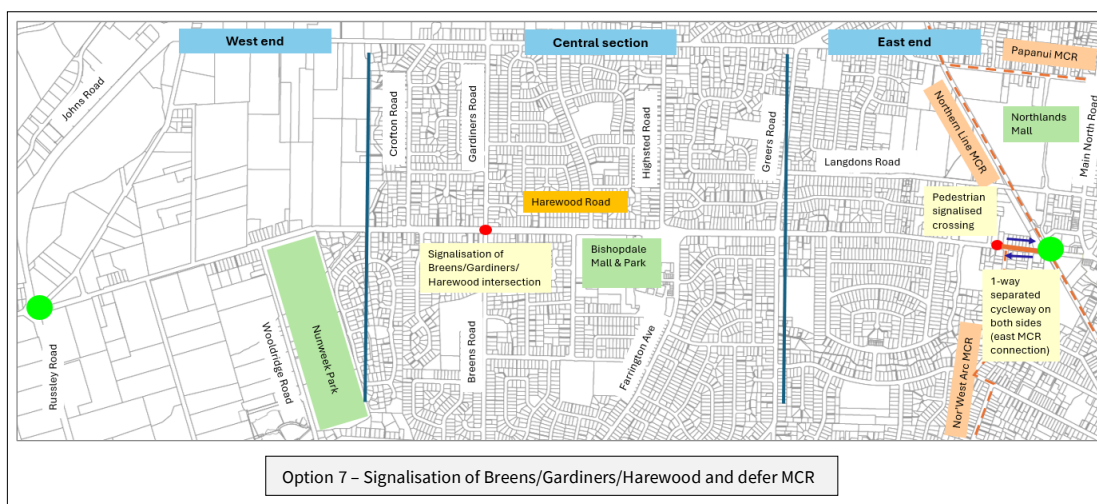 West end
Central section
East end
Papanui MCR
Johns Road
Crofton Road
Gardiners Road
Highsted Road
Greers Road
Northern Line MCR
Northlands
Mall
Main North Road
Langdons Road
Harewood Road
Pedestrian
signalised
crossing
Signalisation of
Breens/Gardiners/
Harewood intersection
Bishopdale
Mall & Park
1-way
separated
cycleway on
both sides
(east MCR
connection)
Russley Road
Wooldridge Road
Nunweek Park
Breens Road
Farrington Ave
Nor'West Arc MCR
Option 7 – Signalisation of Breens/Gardiners/Harewood and defer MCR